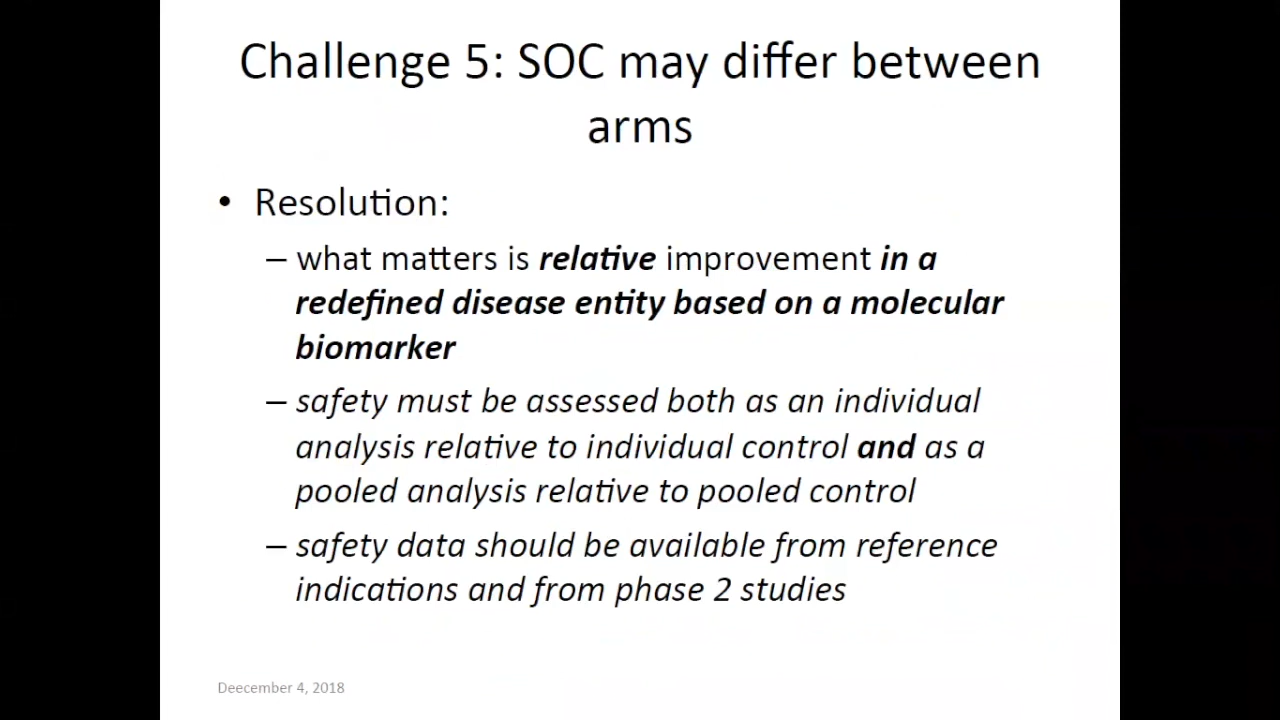 Challenge 5: SOC may differ between
arms
• Resolution:
– what matters is relative improvement in a
redefined disease entity based on a molecular
biomarker
– safety must be assessed both as an individual
analysis relative to individual control and as a
pooled analysis relative to pooled control
– safety data should be available from reference
indications and from phase 2 studies
Deecember 4, 2018